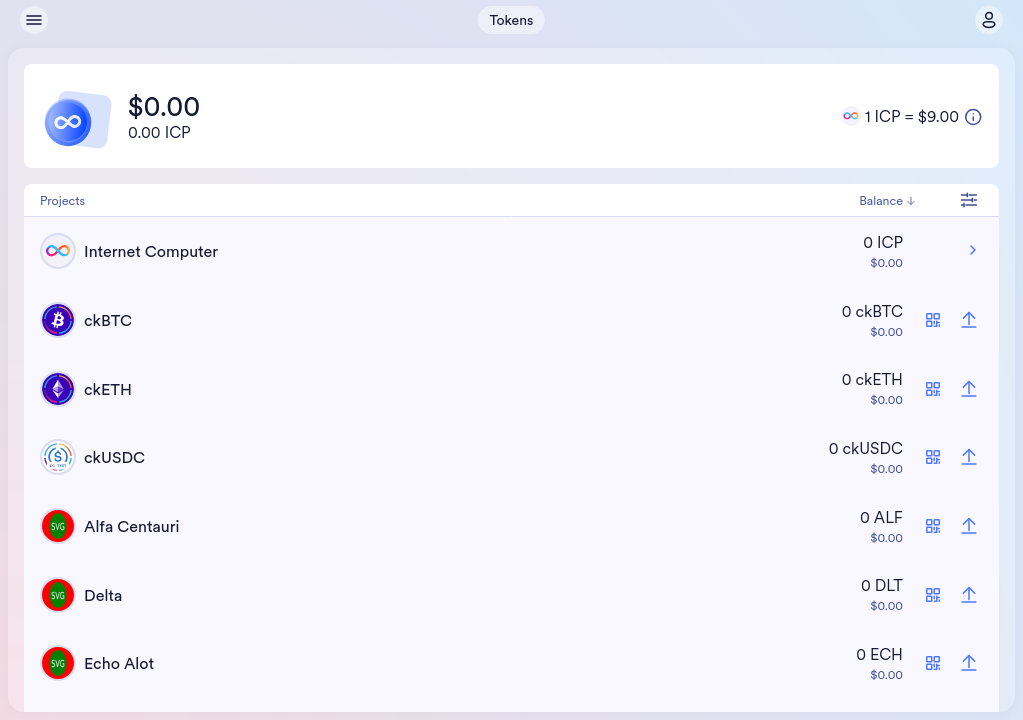 Tokens
$0.00
0.00 ICP
1 ICP = $9.00
Projects
Balance
Internet Computer
0 ICP
$0.00
ckBTC
0 ckBTC
$0.00
ckETH
0 ckETH
$0.00
ckUSDC
0 ckUSDC
$0.00
SVG
Alfa Centauri
0 ALF
$0.00
SVG
Delta
0 DLT
$0.00
SVG
Echo Alot
0 ECH
$0.00